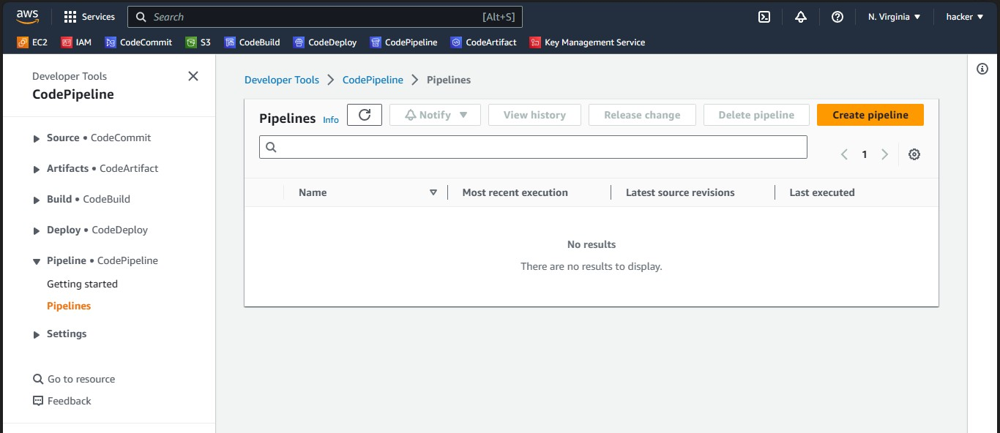 aws Services Search [Alt+S] N. Virginia hacker
EC2 IAM CodeCommit S3 CodeBuild CodeDeploy CodePipeline CodeArtifact Key Management Service
Developer Tools
CodePipeline
Source • CodeCommit
Artifacts • CodeArtifact
Build • CodeBuild
Deploy • CodeDeploy
Pipeline • CodePipeline
Getting started
Pipelines
Settings
Go to resource
Feedback
Developer Tools CodePipeline Pipelines
Pipelines Info Notify View history Release change Delete pipeline Create pipeline
1
Name Most recent execution Latest source revisions Last executed
No results
There are no results to display.